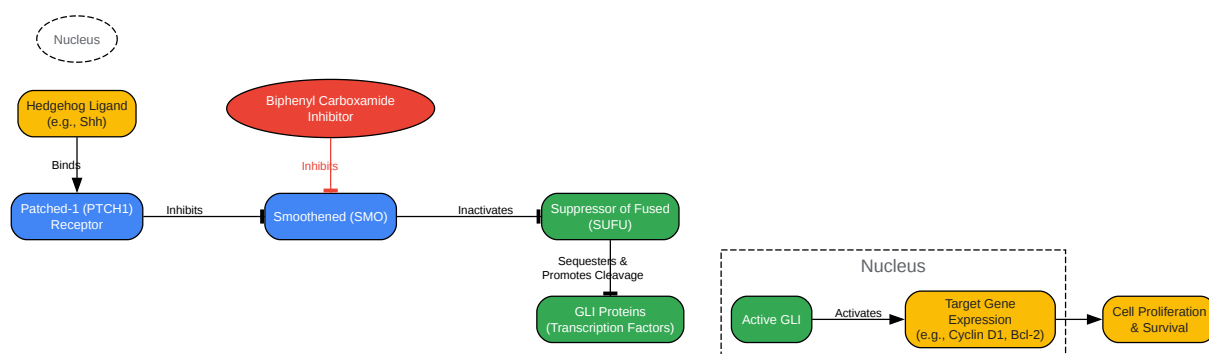 Nucleus
Hedgehog Ligand
(e.g., Shh)
Biphenyl Carboxamide
Inhibitor
Binds
Inhibits
Patched-1 (PTCH1)
Receptor
Inhibits
Smoothened (SMO)
Inactivates
Suppressor of Fused
(SUFU)
Sequesters &
Promotes Cleavage
GLI Proteins
(Transcription Factors)
Nucleus
Active GLI
Activates
Target Gene
Expression
(e.g., Cyclin D1, Bcl-2)
Cell Proliferation
& Survival